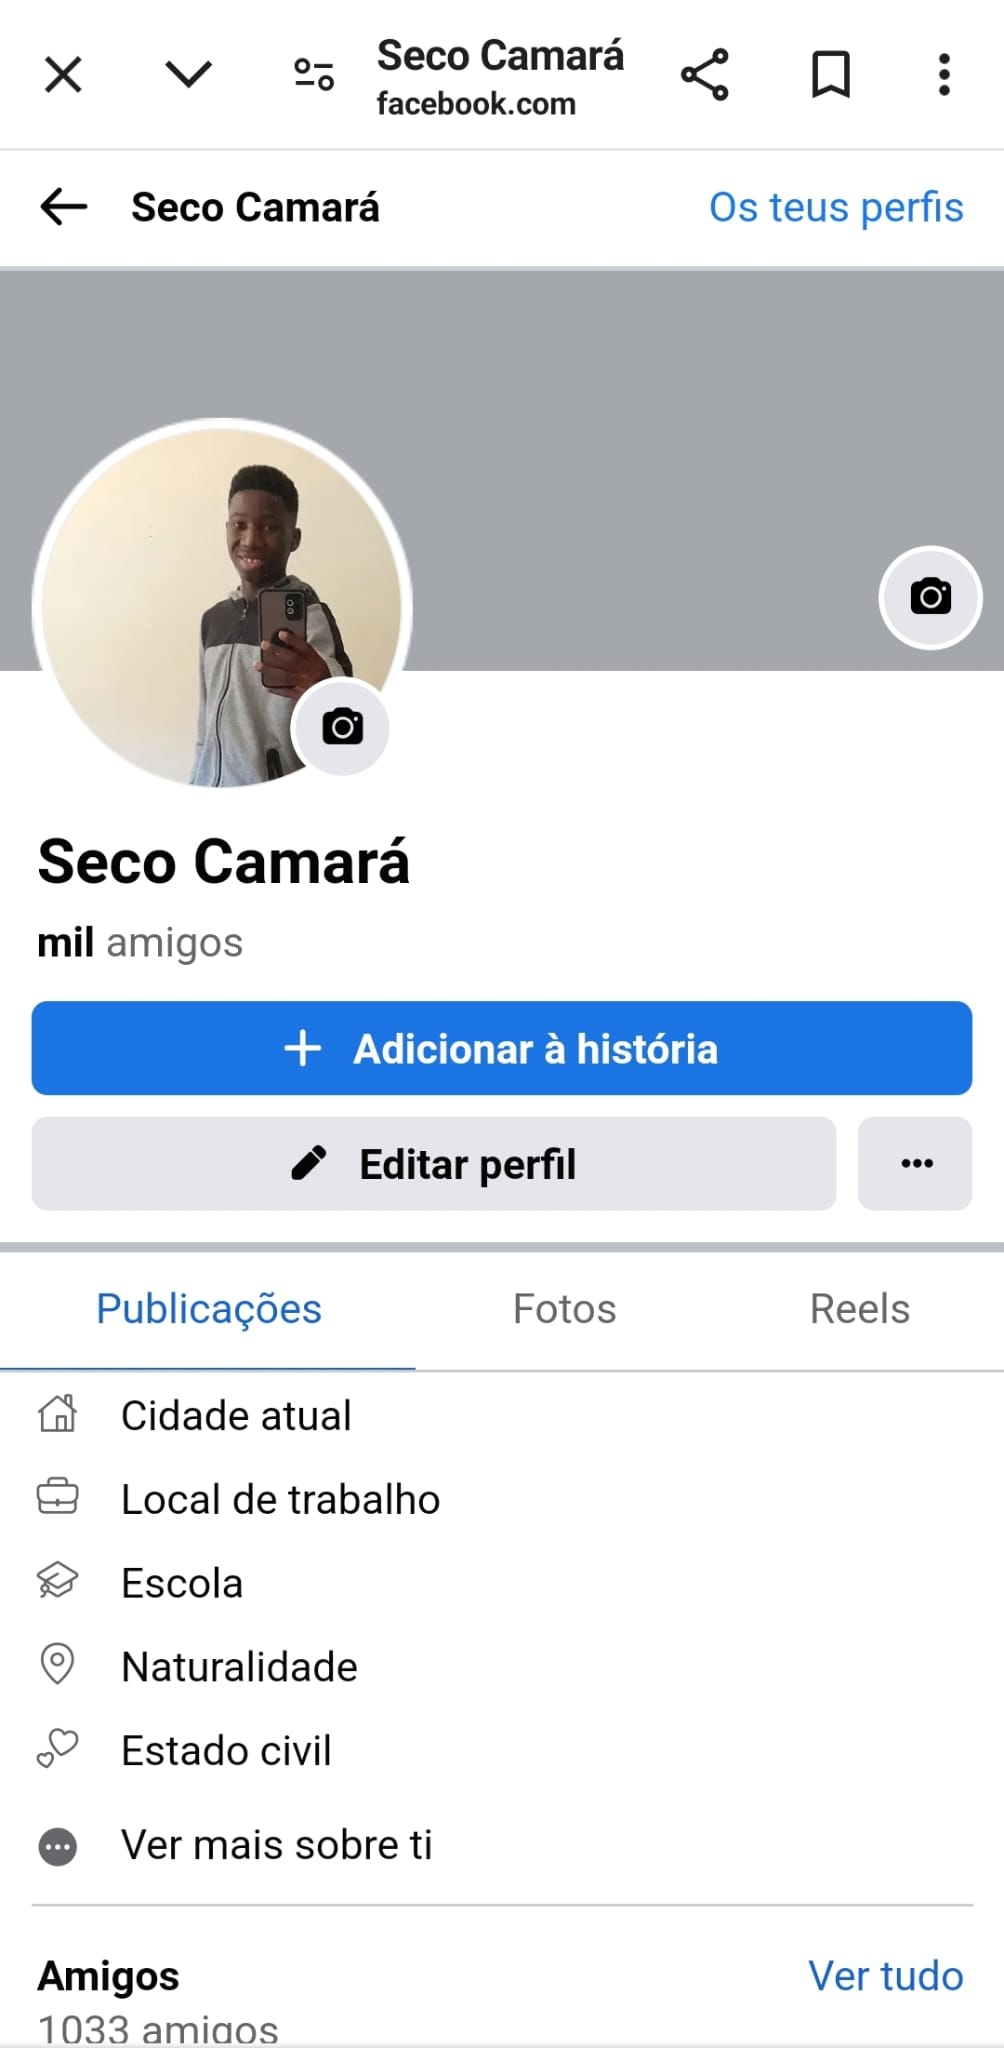 Seco Camará
facebook.com
Seco Camará
Os teus perfis
Seco Camará
mil amigos
+ Adicionar à história
Editar perfil
Publicações
Fotos
Reels
Cidade atual
Local de trabalho
Escola
Naturalidade
Estado civil
Ver mais sobre ti
Amigos
Ver tudo
1033 amigos